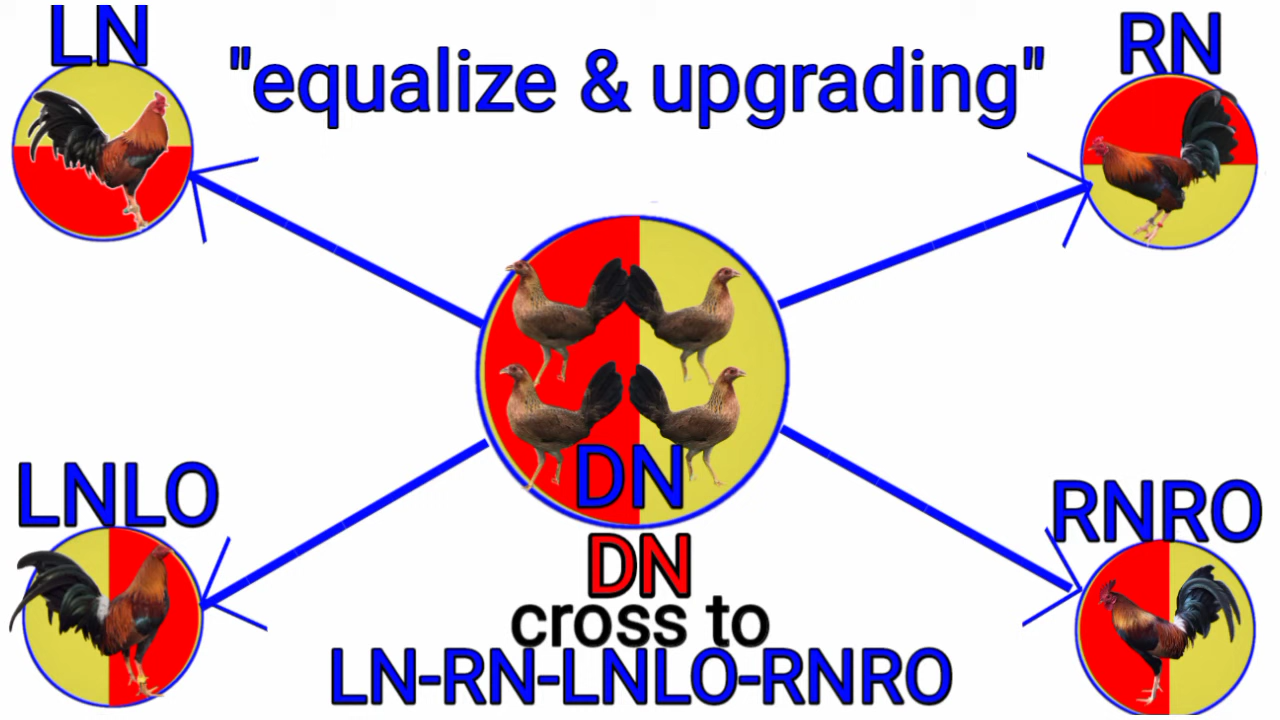 LN
"equalize & upgrading"
RN
DN
LNLO
RNRO
DN
cross to
LN-RN-LNLO-RNRO